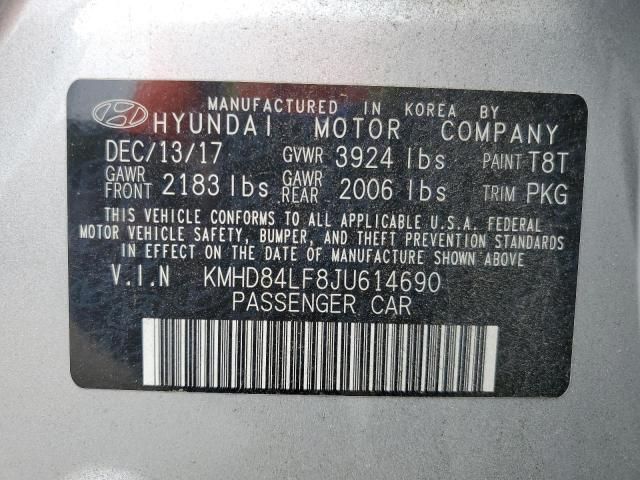 MANUFACTURED IN KOREA BY
HYUNDAI MOTOR COMPANY
DEC/13/17 GVWR 3924 lbs PAINT T8T
GAWR FRONT 2183 lbs GAWR REAR 2006 lbs TRIM PKG
THIS VEHICLE CONFORMS TO ALL APPLICABLE U.S.A. FEDERAL
MOTOR VEHICLE SAFETY, BUMPER, AND THEFT PREVENTION STANDARDS
IN EFFECT ON THE DATE OF MANUFACTURE SHOWN ABOVE.
V.I.N KMHD84LF8JU614690
PASSENGER CAR